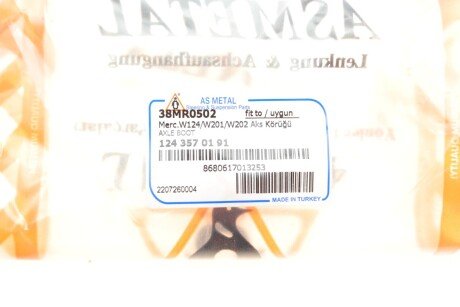 ASMETAL
Lenkung & Achsaufhängung
AS METAL
Steering & Suspension Parts
38MR0502 fit to / uygun
Merc.W124/W201/W202 Aks Körüğü
AXLE BOOT
124 357 01 91
8680617013253
2207260004
MADE IN TURKEY